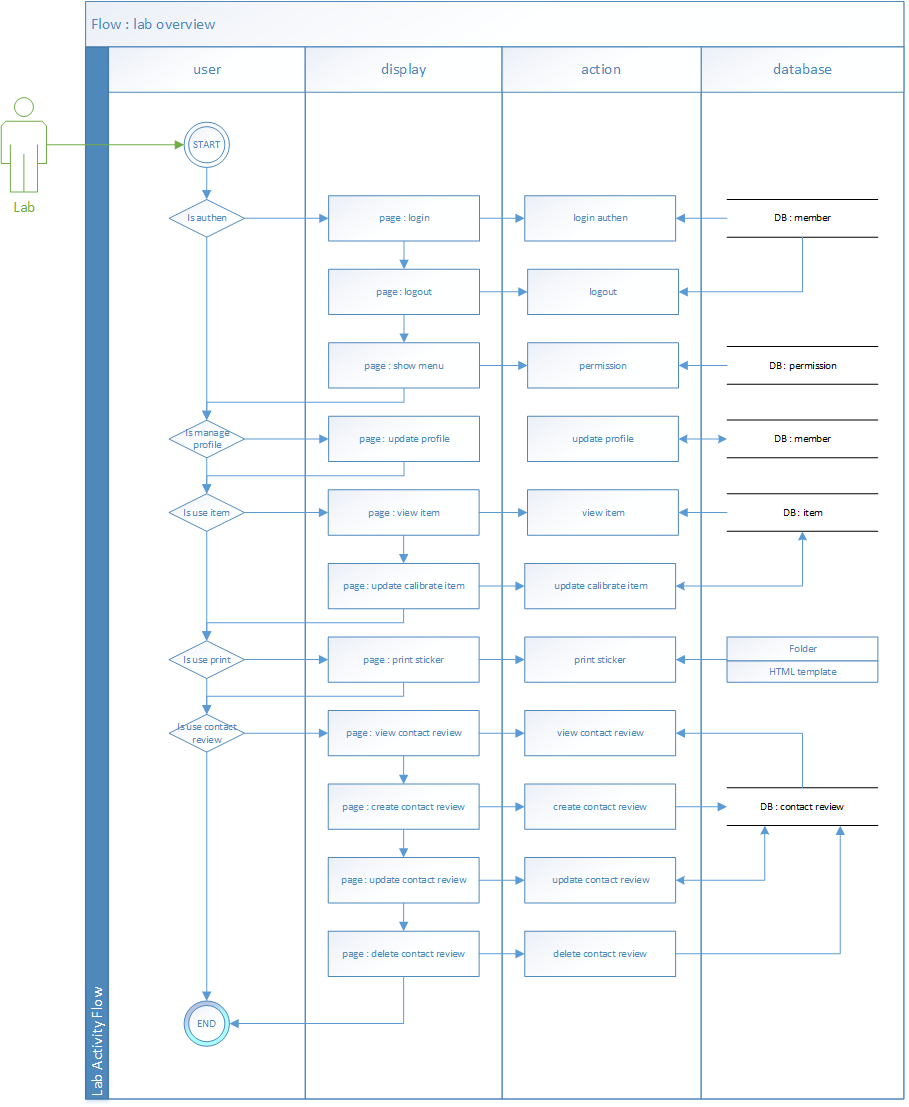 Flow : lab overview
user
display
action
database
Lab
Lab Activity Flow
START
Is authen
page : login
login authen
DB : member
page : logout
logout
page : show menu
permission
DB : permission
Is manage
profile
page : update profile
update profile
DB : member
Is use item
page : view item
view item
DB : item
page : update calibrate item
update calibrate item
Is use print
page : print sticker
print sticker
Folder
HTML template
Is use contact
review
page : view contact review
view contact review
page : create contact review
create contact review
DB : contact review
page : update contact review
update contact review
page : delete contact review
delete contact review
END